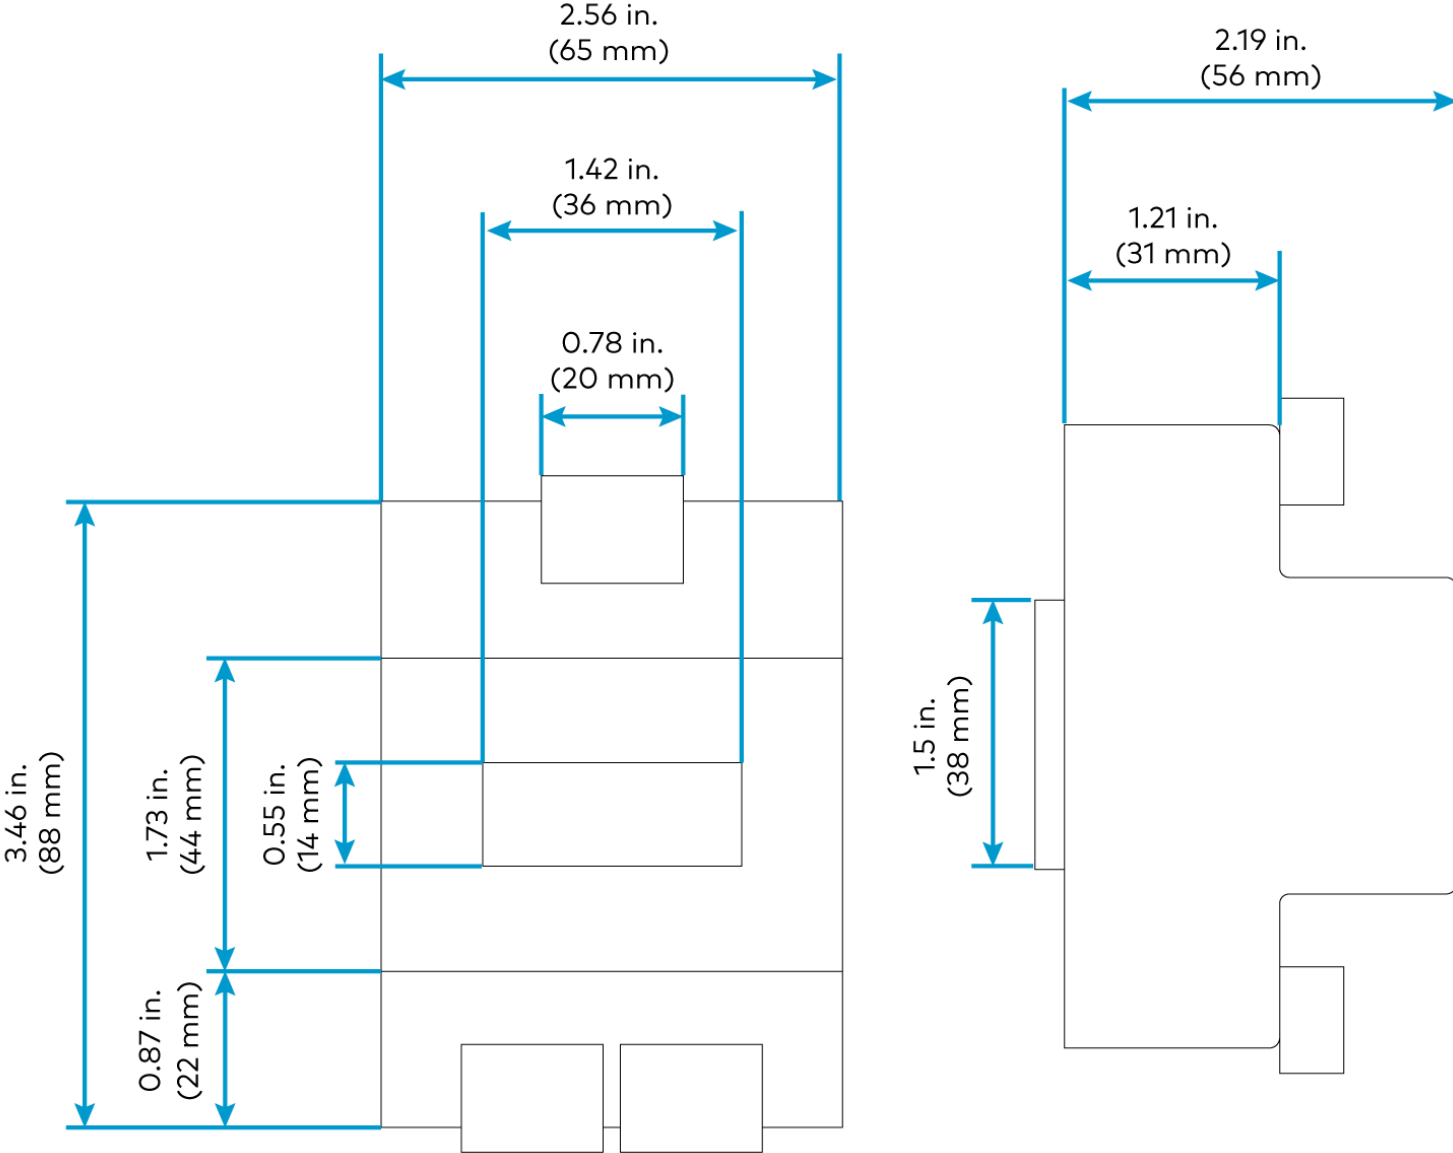 2.56 in.
(65 mm)
2.19 in.
(56 mm)
1.42 in.
(36 mm)
1.21 in.
(31 mm)
0.78 in.
(20 mm)
3.46 in.
(88 mm)
1.73 in.
(44 mm)
0.55 in.
(14 mm)
1.5 in.
(38 mm)
0.87 in.
(22 mm)